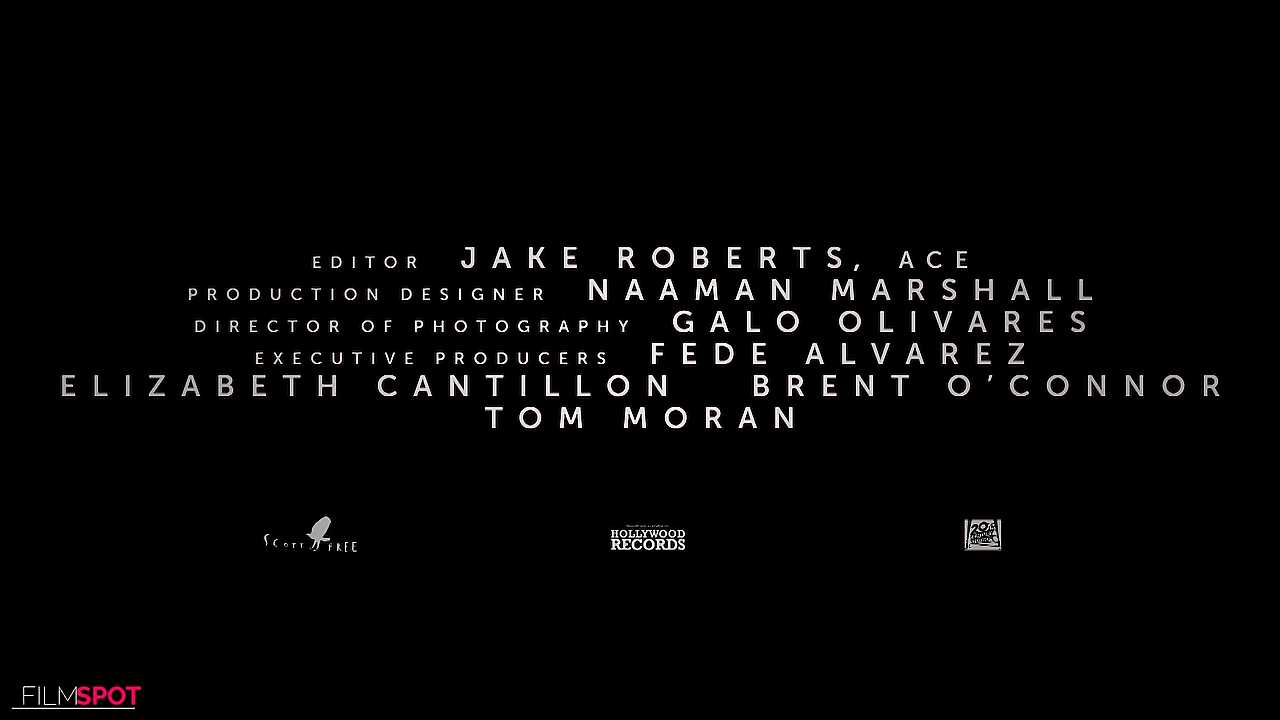 EDITOR JAKE ROBERTS, ACE
PRODUCTION DESIGNER NAAMAN MARSHALL
DIRECTOR OF PHOTOGRAPHY GALO OLIVARES
EXECUTIVE PRODUCERS FEDE ALVAREZ
ELIZABETH CANTILLON BRENT O’CONNOR
TOM MORAN
SCOTT FREE
HOLLYWOOD
RECORDS
20th
FILMSPOT